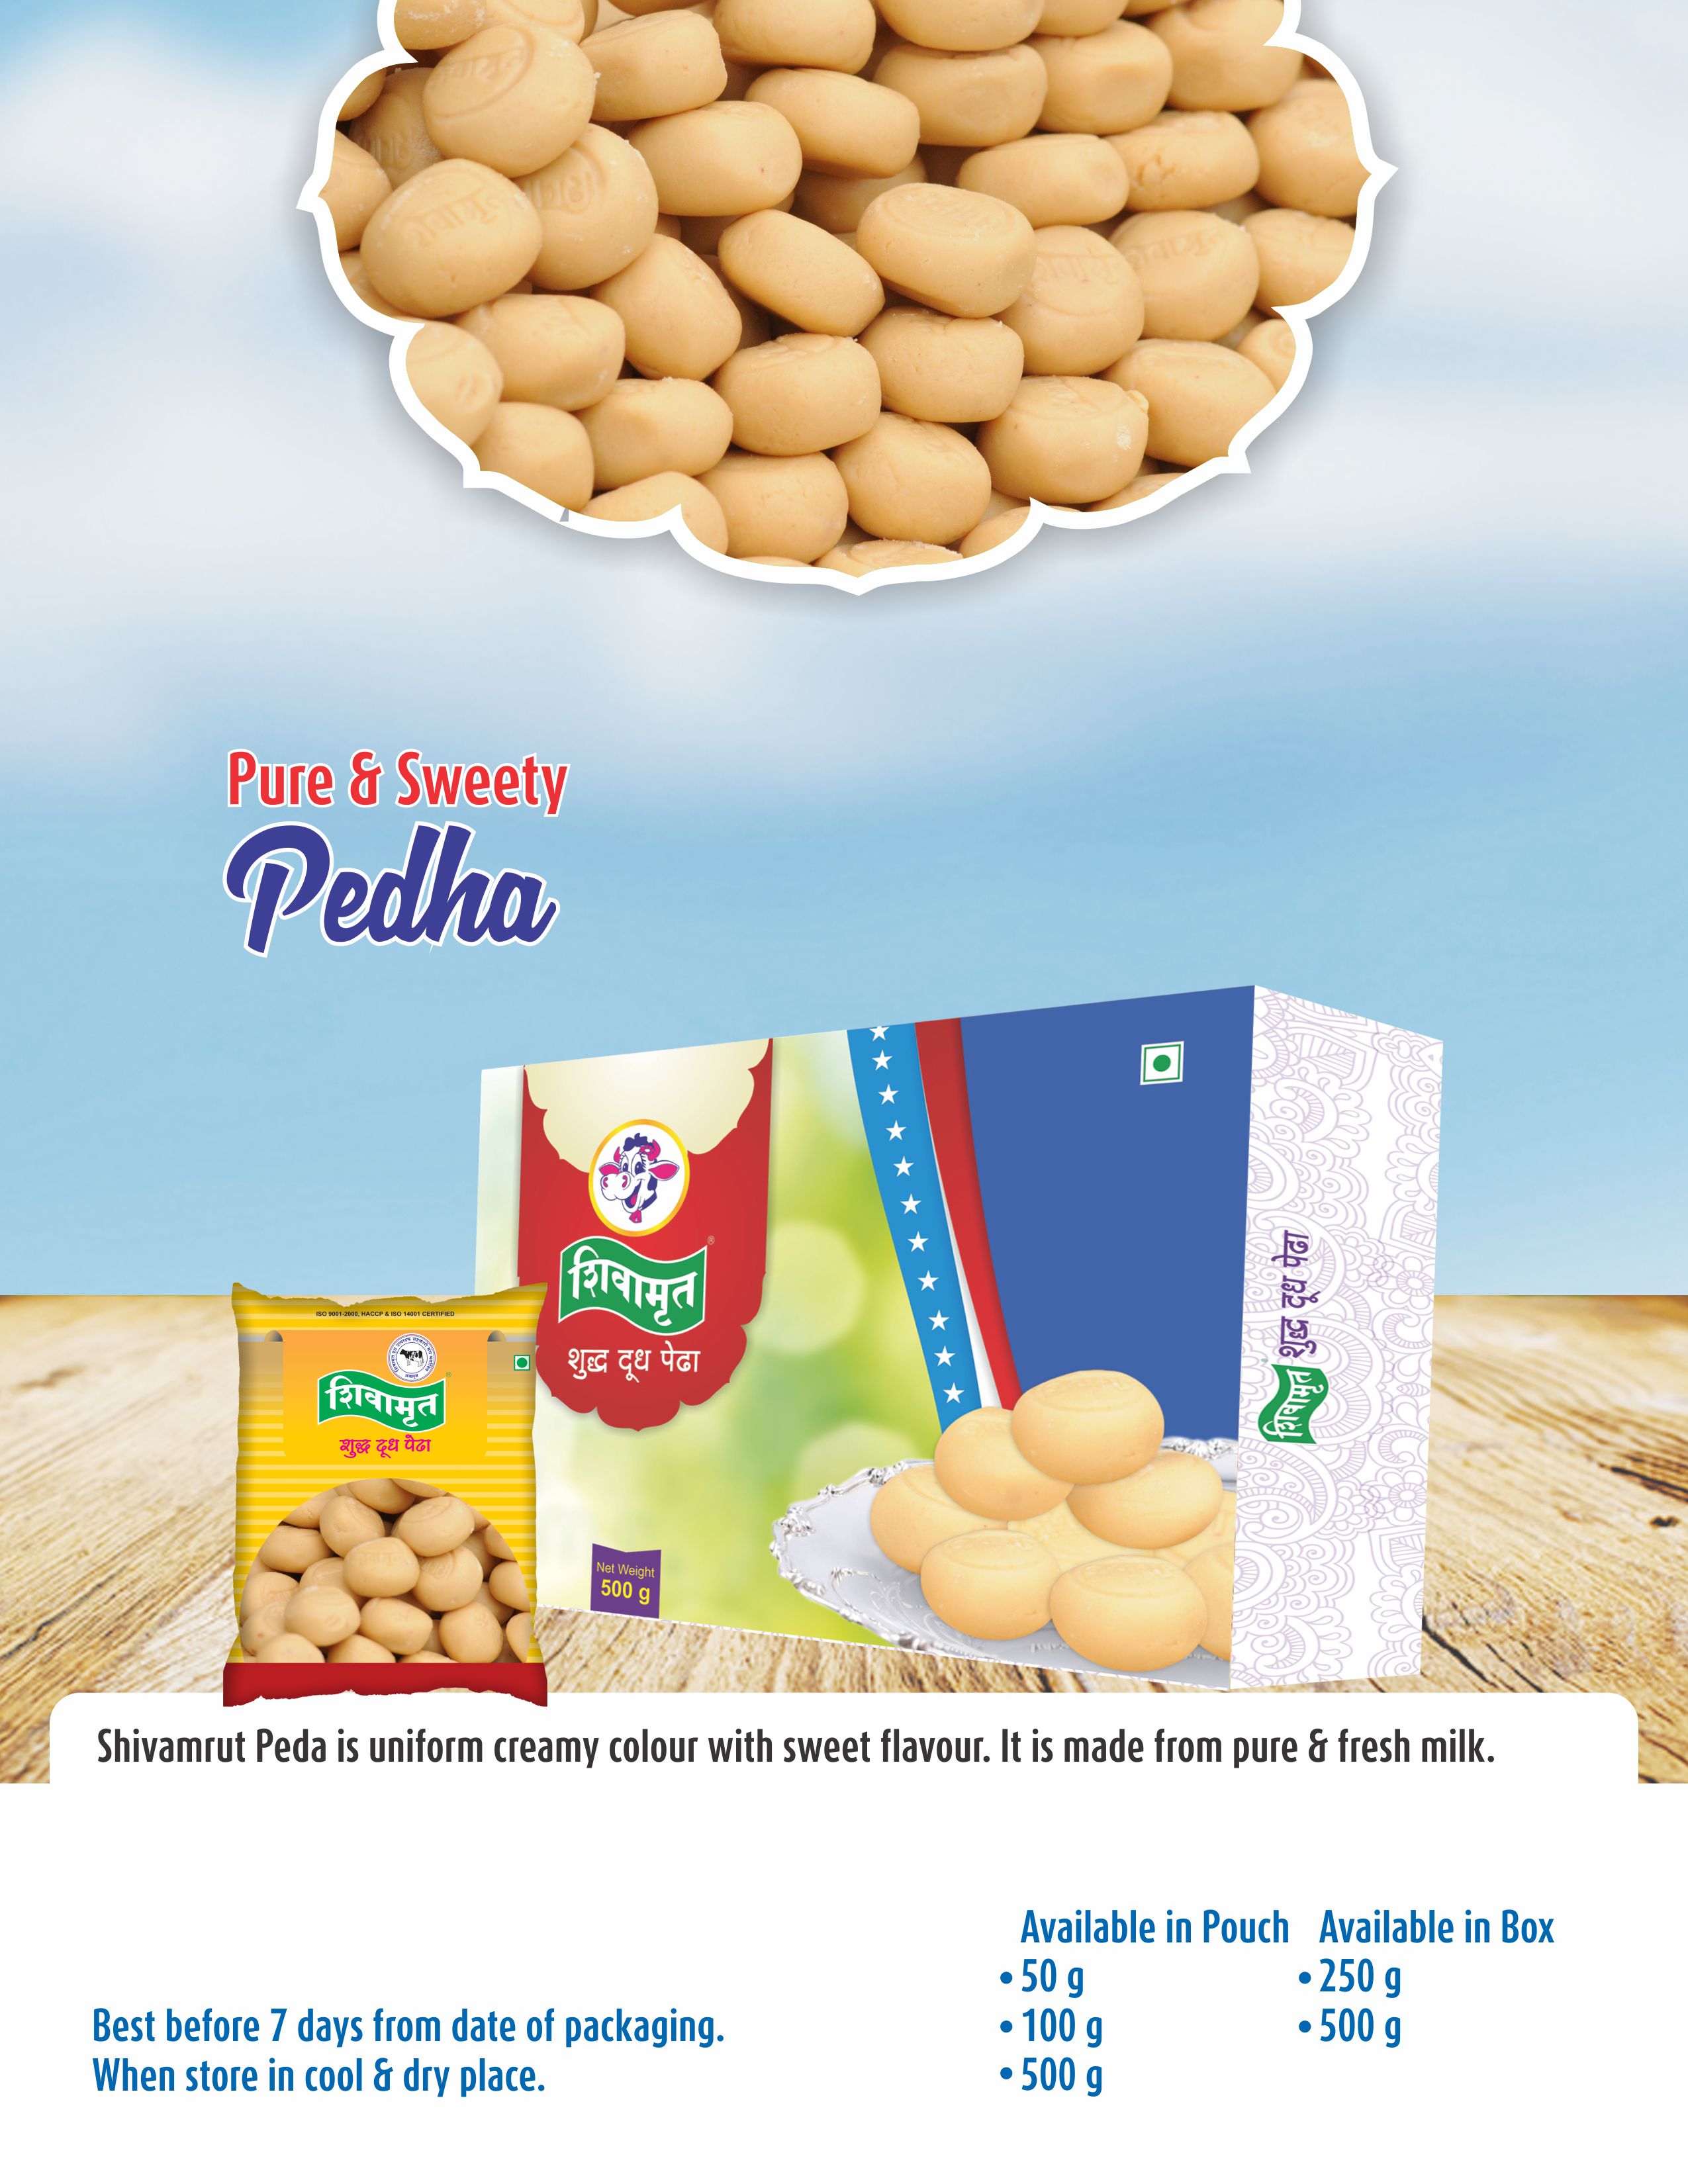 Pure & Sweety
Pedha
शिवामृत
®
शुद्ध दूध पेढा
Net Weight
500 g
शिवामृत शुद्ध दूध पेढा
ISO 9001-2000, HACCP & ISO 14001 CERTIFIED
शिवामृत
शुद्ध दूध पेढा
Shivamrut Peda is uniform creamy colour with sweet flavour. It is made from pure & fresh milk.
Available in Pouch
• 50 g
• 100 g
• 500 g
Available in Box
• 250 g
• 500 g
Best before 7 days from date of packaging.
When store in cool & dry place.